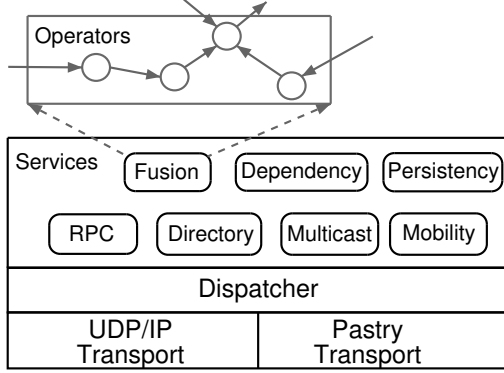 Operators
Services
Fusion
Dependency
Persistency
RPC
Directory
Multicast
Mobility
Dispatcher
UDP/IP
Transport
Pastry
Transport